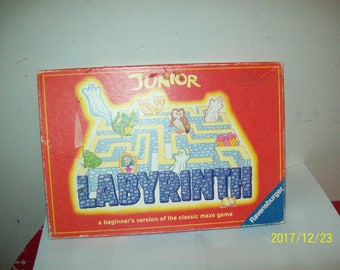 JUNIOR
LABYRINTH
a beginner's version of the classic maze game
Ravensburger
2017/12/23